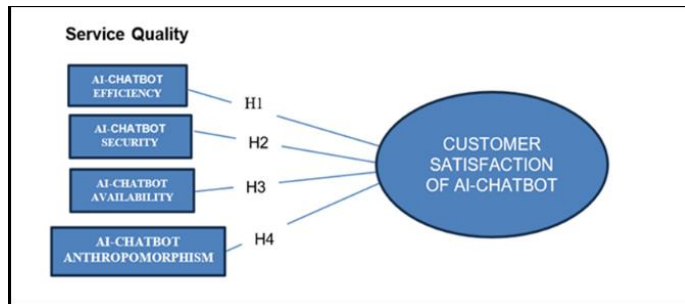 Service Quality
AI-CHATBOT
EFFICIENCY
H1
AI-CHATBOT
SECURITY
H2
AI-CHATBOT
AVAILABILITY
H3
AI-CHATBOT
ANTHROPOMORPHISM
H4
CUSTOMER
SATISFACTION
OF AI-CHATBOT